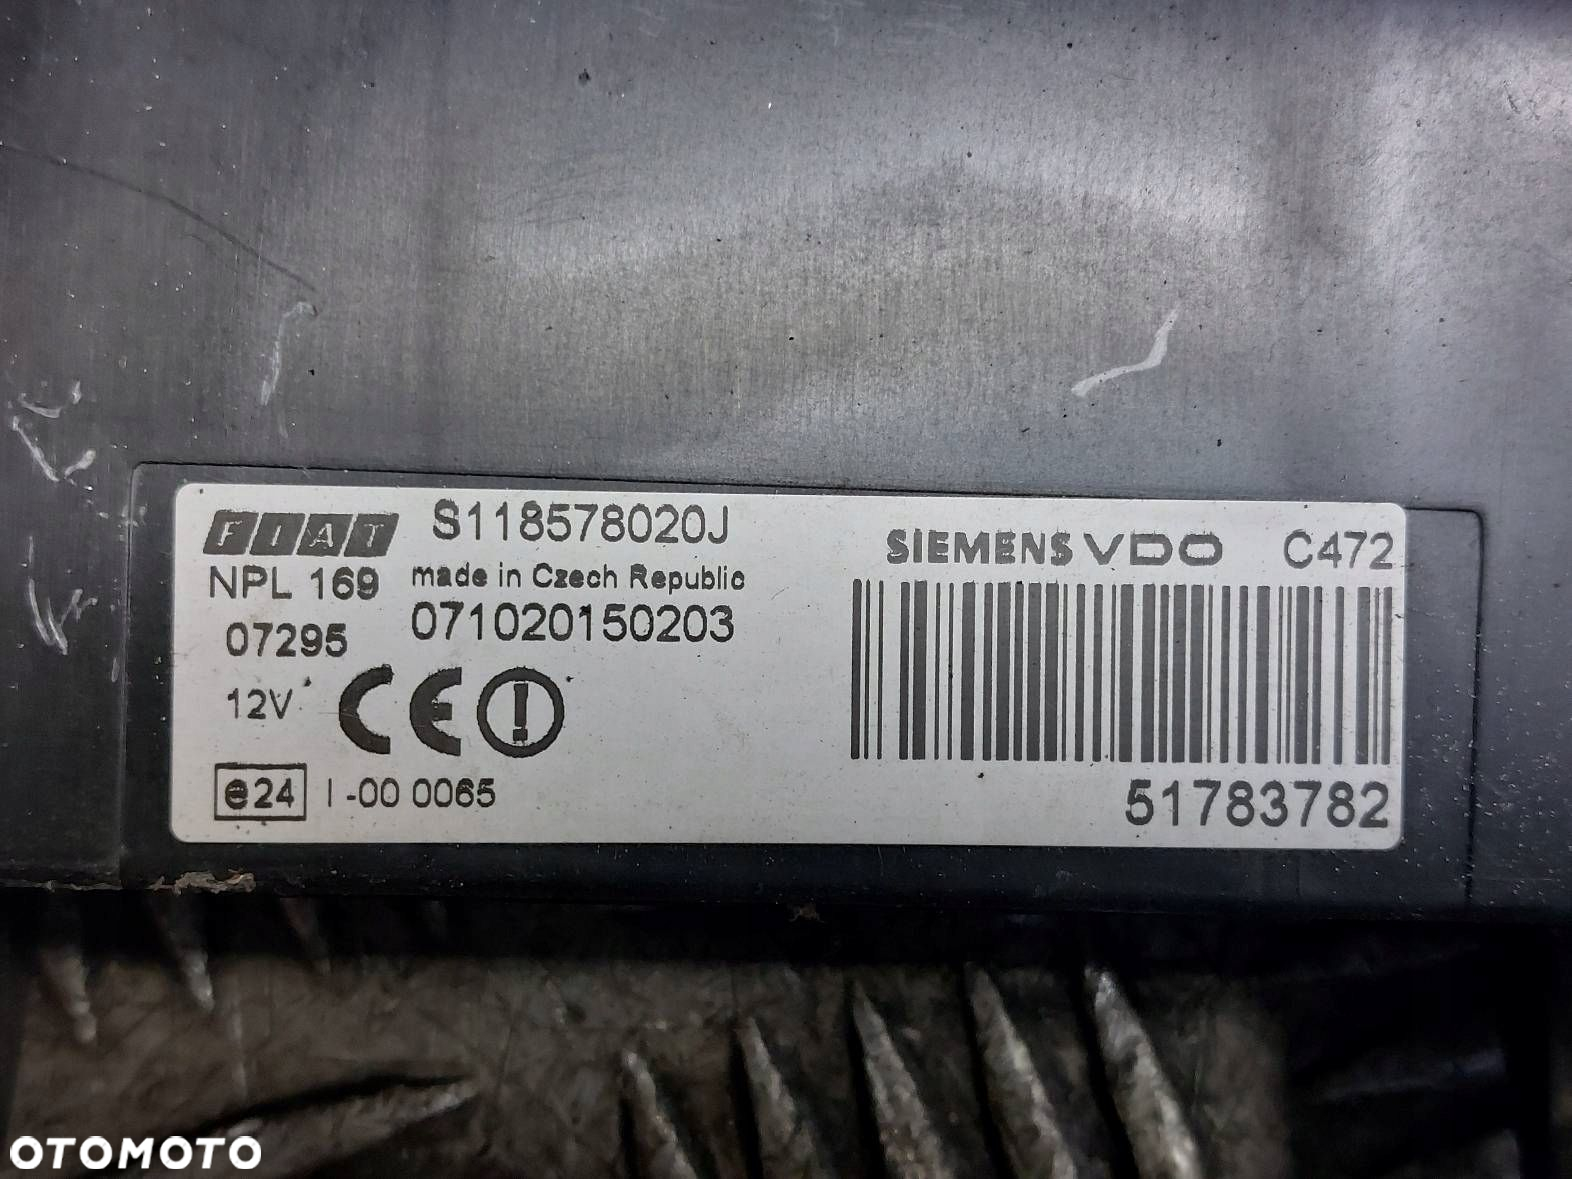 FIAT S118578020J SIEMENS VDO C472
NPL 169 made in Czech Republic
07295 071020150203
12V CE
e24 I -00 0065 51783782
OTOMOTO